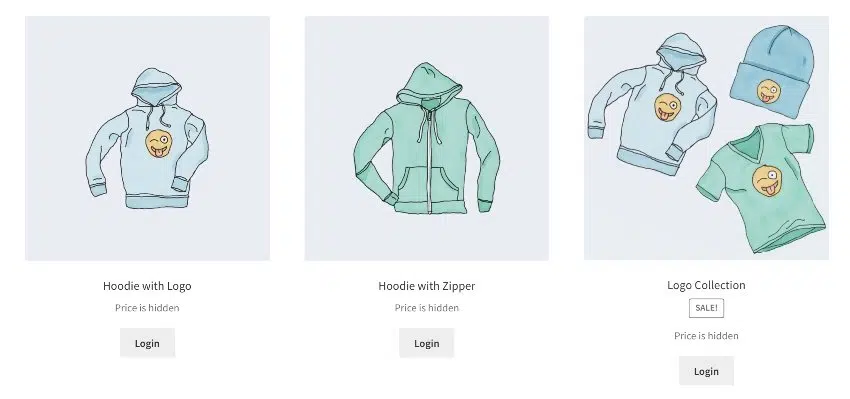 Hoodie with Logo
Price is hidden
Login
Hoodie with Zipper
Price is hidden
Login
Logo Collection
SALE!
Price is hidden
Login